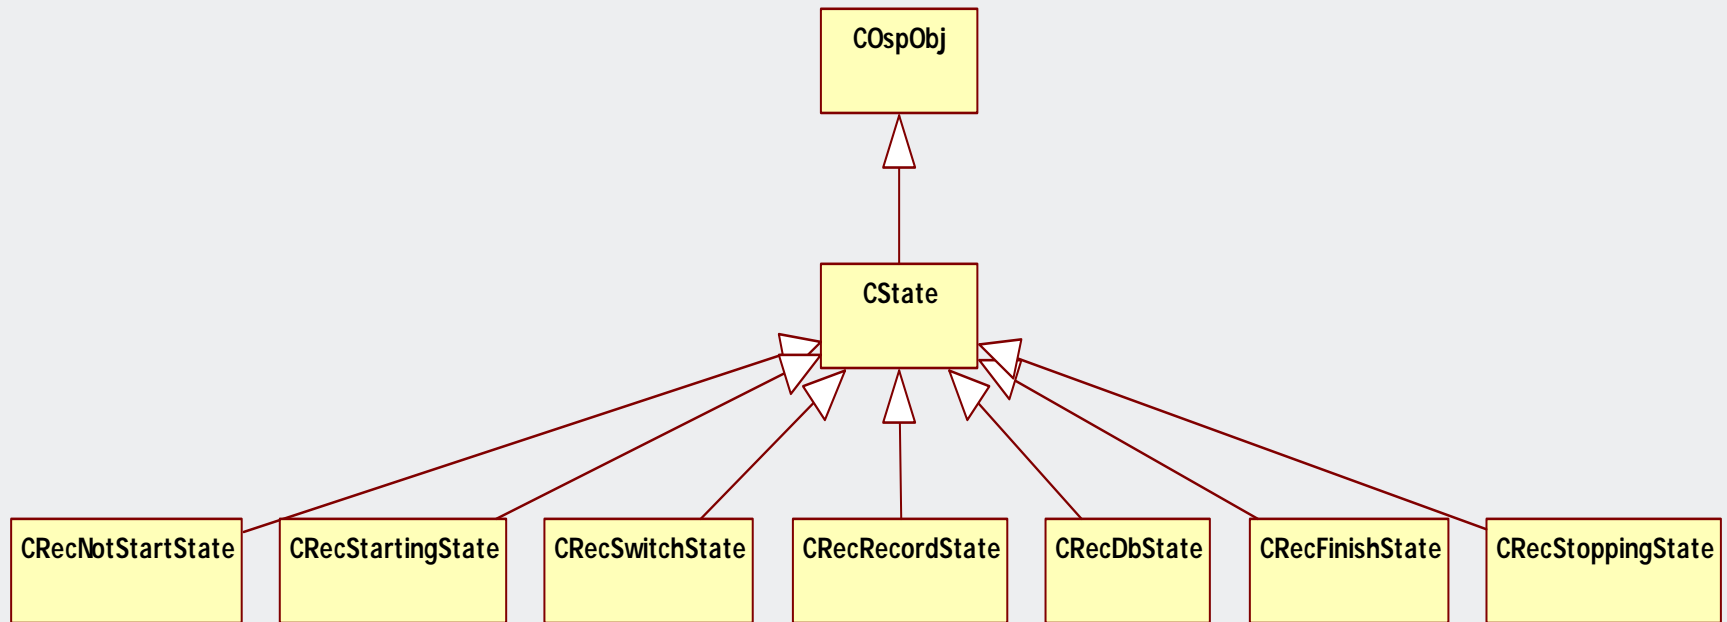 COspObj
CState
CRecNotStartState
CRecStartingState
CRecSwitchState
CRecRecordState
CRecDbState
CRecFinishState
CRecStoppingState